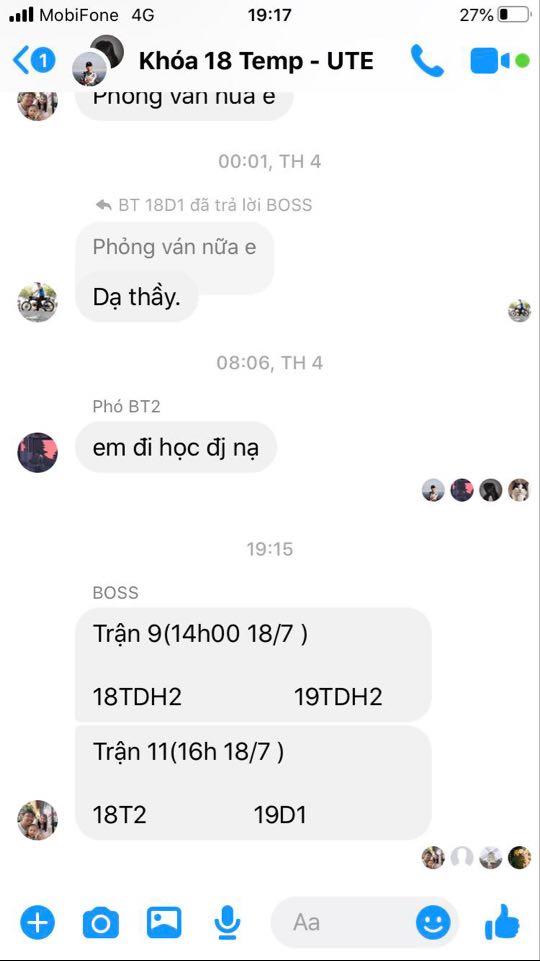 MobiFone 4G 19:17 27%
1 Khóa 18 Temp - UTE
Phỏng vấn nữa e
00:01, TH 4
BT 18D1 đã trả lời BOSS
Phỏng ván nữa e
Dạ thầy.
08:06, TH 4
Phó BT2
em đi học đj nạ
19:15
BOSS
Trận 9(14h00 18/7 )
18TDH2 19TDH2
Trận 11(16h 18/7 )
18T2 19D1
Aa